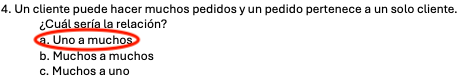 4. Un cliente puede hacer muchos pedidos y un pedido pertenece a un solo cliente.
¿Cuál sería la relación?
a. Uno a muchos
b. Muchos a muchos
c. Muchos a uno